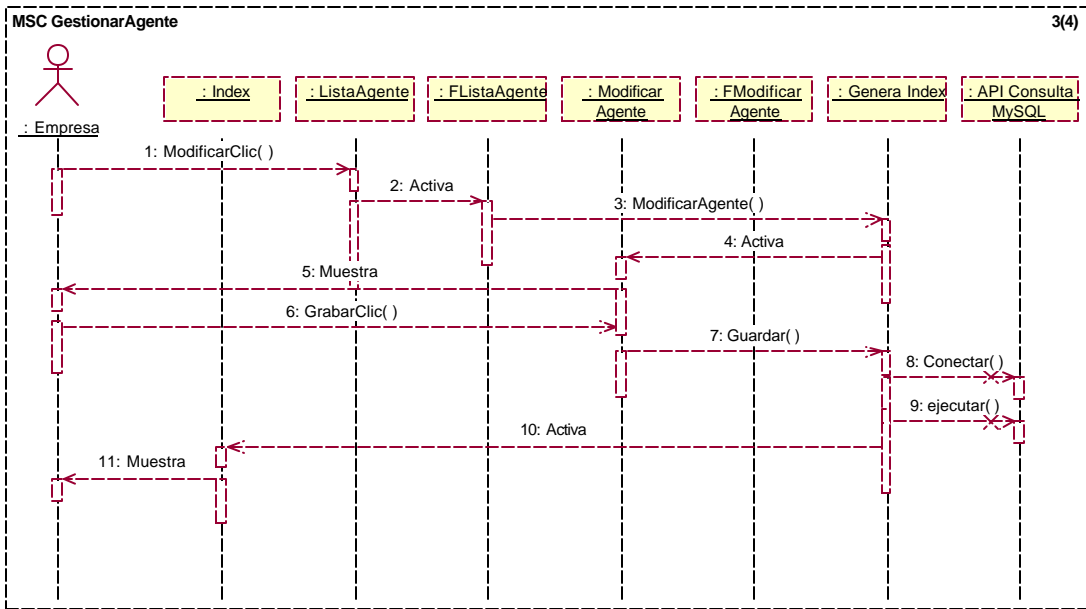 MSC GestionarAgente
3(4)
: Empresa
: Index
: ListaAgente
: FListaAgente
: Modificar
Agente
: FModificar
Agente
: Genera Index
: API Consulta
MySQL
1: ModificarClic( )
2: Activa
3: ModificarAgente( )
4: Activa
5: Muestra
6: GrabarClic( )
7: Guardar( )
8: Conectar( )
9: ejecutar( )
10: Activa
11: Muestra